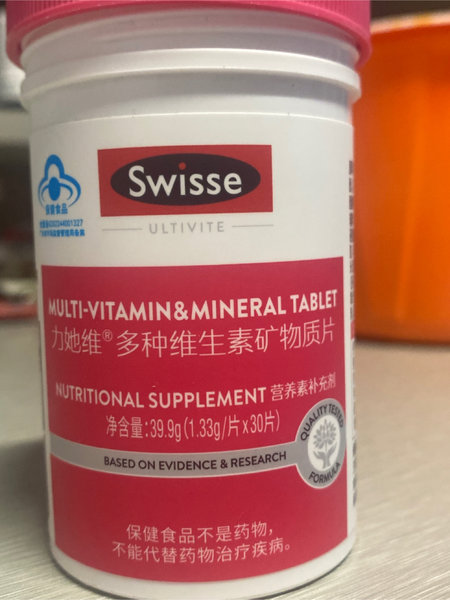 Swisse
ULTIVITE
保健食品
MULTI-VITAMIN&MINERAL TABLET
力她维®多种维生素矿物质片
NUTRITIONAL SUPPLEMENT 营养素补充剂
净含量:39.9g(1.33g/片x30片)
QUALITY TESTED
FORMULA
BASED ON EVIDENCE & RESEARCH
保健食品不是药物,
不能代替药物治疗疾病。